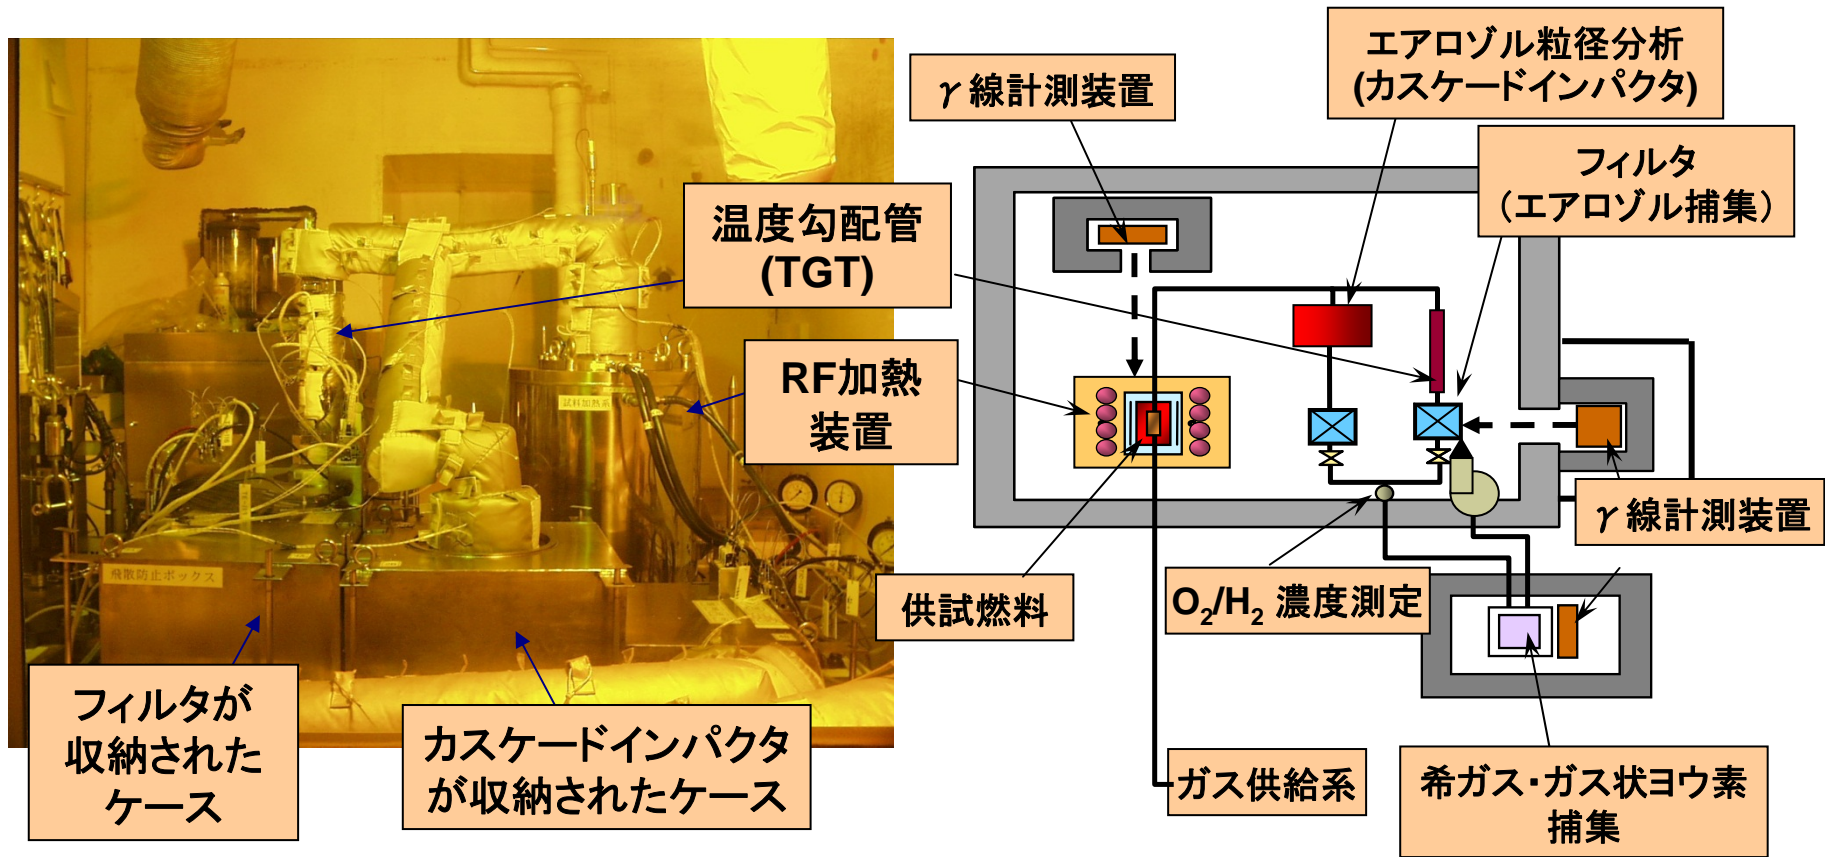 エアロゾル粒径分析
(カスケードインパクタ)
γ線計測装置
フィルタ
（エアロゾル捕集）
温度勾配管
(TGT)
RF加熱
装置
試料加熱系
γ線計測装置
飛散防止ボックス
供試燃料
O₂/H₂ 濃度測定
フィルタが
収納された
ケース
カスケードインパクタ
が収納されたケース
ガス供給系
希ガス・ガス状ヨウ素
捕集